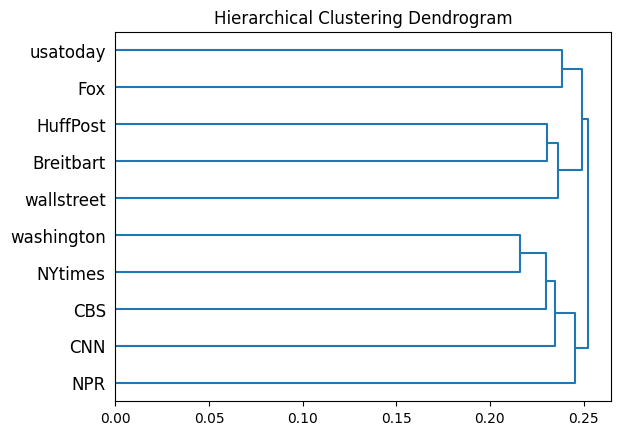 Hierarchical Clustering Dendrogram
usatoday
Fox
HuffPost
Breitbart
wallstreet
washington
NYtimes
CBS
CNN
NPR
0.00 0.05 0.10 0.15 0.20 0.25